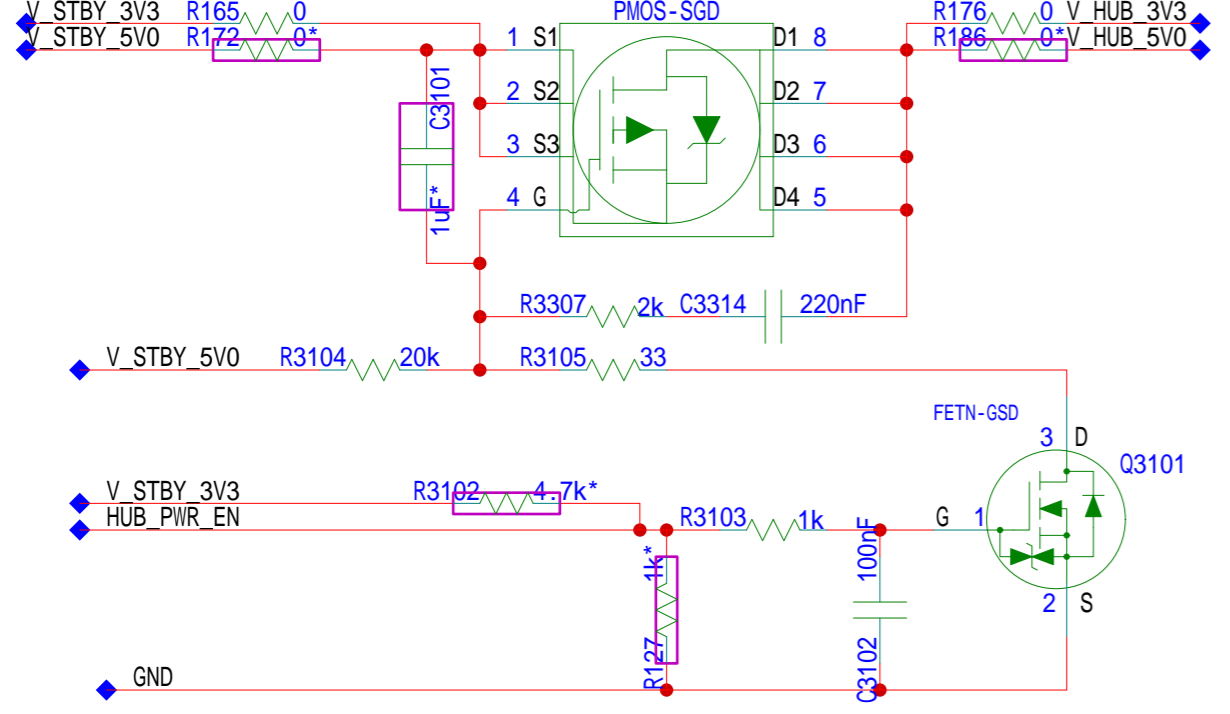 V_STBY_3V3 R165 0 PMOS-SGD R176 0 V_HUB_3V3
V_STBY_5V0 R172 0* 1 S1 D1 8 R186 0* V_HUB_5V0
C3101
1uF*
2 S2 D2 7
3 S3 D3 6
4 G D4 5
R3307 2k C3314 220nF
V_STBY_5V0 R3104 20k R3105 33
FETN-GSD
3 D
Q3101
V_STBY_3V3 R3102 4.7k*
HUB_PWR_EN R3103 1k G 1
1k*
R127
100nF
C3102
2 S
GND